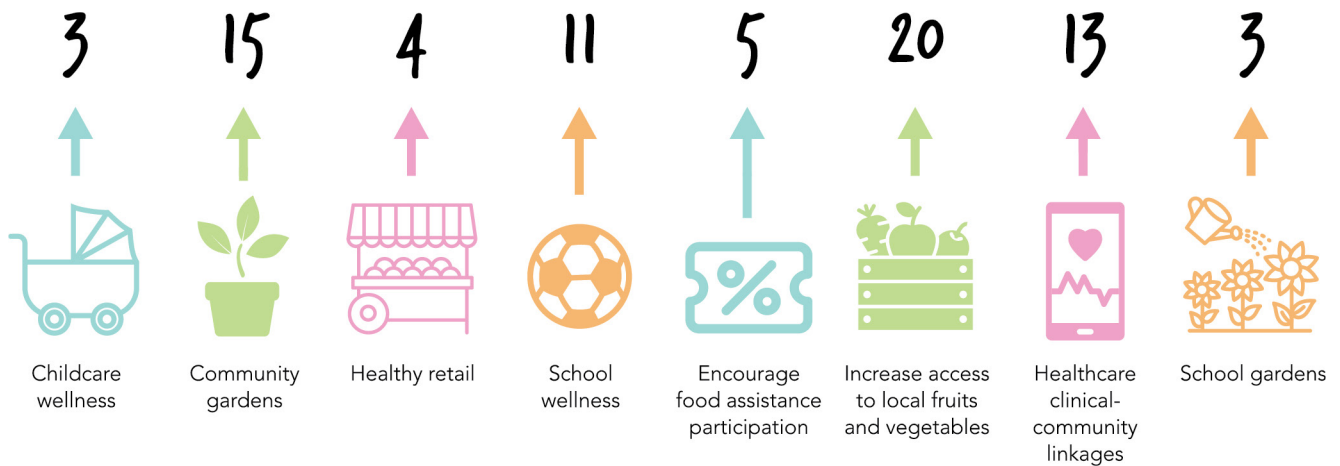 3
15
4
11
5
20
13
3
Childcare
wellness
Community
gardens
Healthy retail
School
wellness
Encourage
food assistance
participation
Increase access
to local fruits
and vegetables
Healthcare
clinical-
community
linkages
School gardens
%